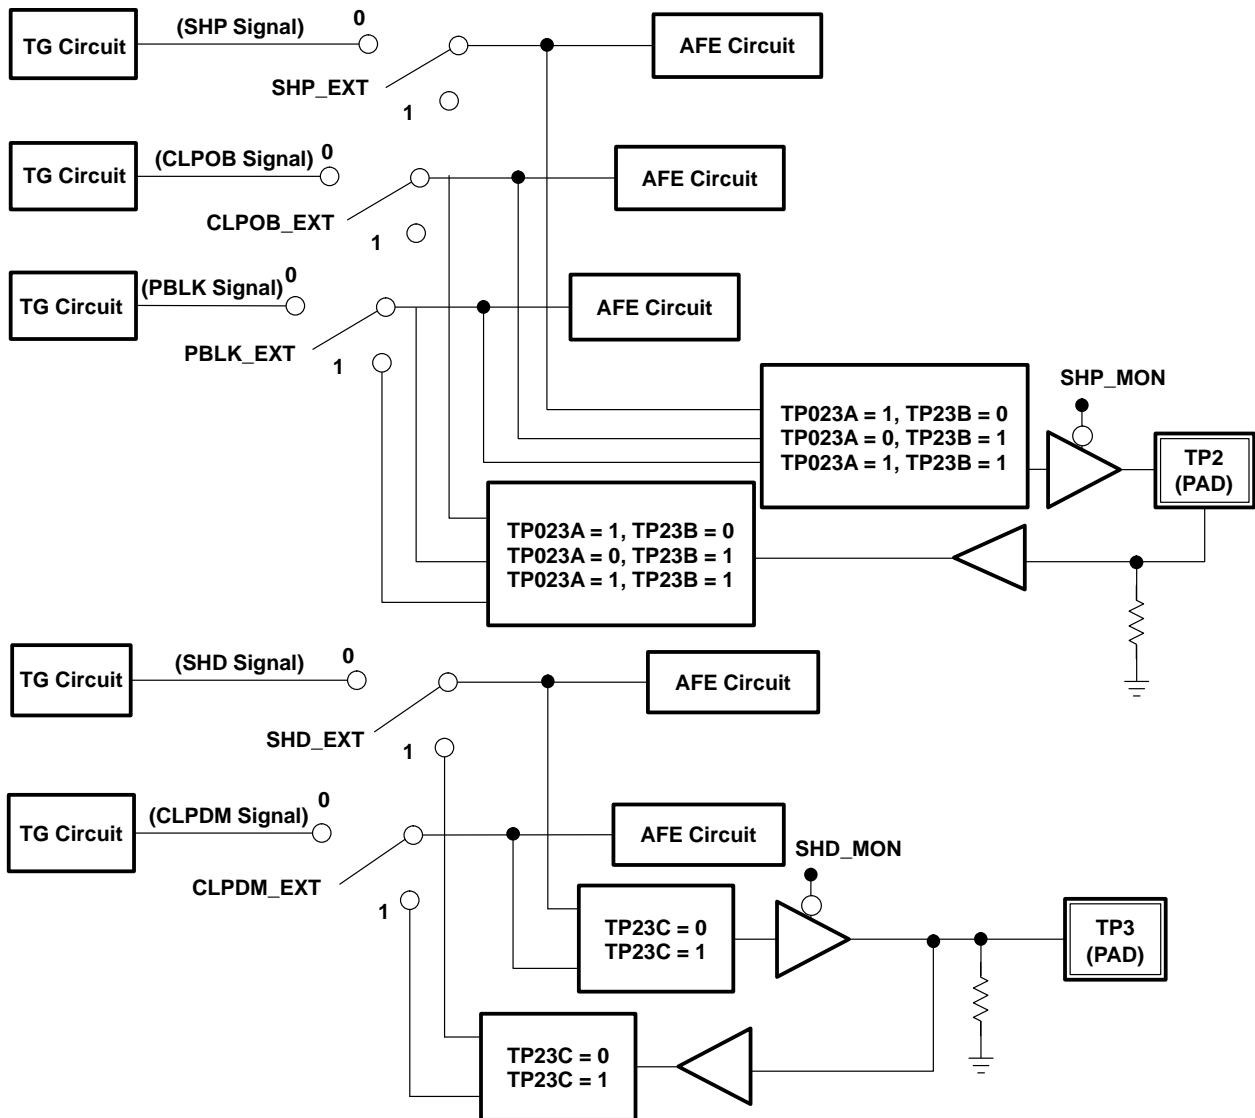 TG Circuit
(SHP Signal)
0
SHP_EXT
1
AFE Circuit
TG Circuit
(CLPOB Signal)
0
CLPOB_EXT
1
AFE Circuit
TG Circuit
(PBLK Signal)
0
PBLK_EXT
1
AFE Circuit
TP023A = 1, TP23B = 0
TP023A = 0, TP23B = 1
TP023A = 1, TP23B = 1
SHP_MON
TP2
(PAD)
TP023A = 1, TP23B = 0
TP023A = 0, TP23B = 1
TP023A = 1, TP23B = 1
TG Circuit
(SHD Signal)
0
SHD_EXT
1
AFE Circuit
TG Circuit
(CLPDM Signal)
0
CLPDM_EXT
1
AFE Circuit
SHD_MON
TP23C = 0
TP23C = 1
TP3
(PAD)
TP23C = 0
TP23C = 1